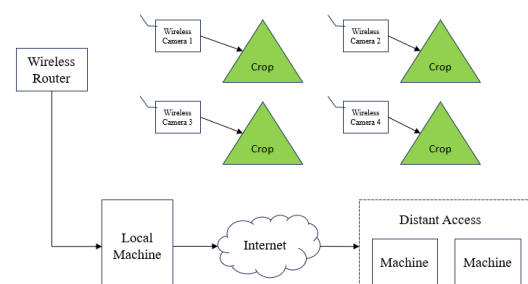 Wireless
Camera 1
Crop
Wireless
Camera 2
Crop
Wireless
Router
Wireless
Camera 3
Crop
Wireless
Camera 4
Crop
Local
Machine
Internet
Distant Access
Machine
Machine